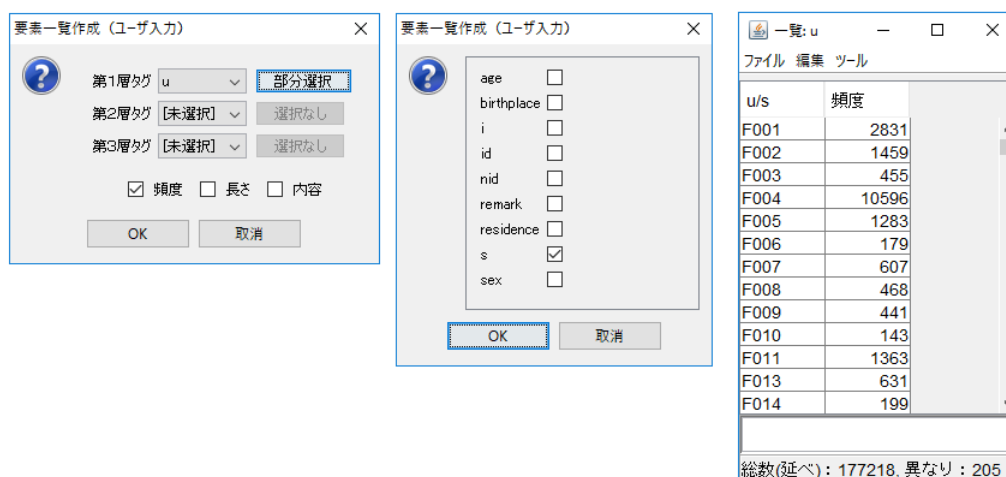 要素一覧作成（ユーザ入力）
第1層タグ u 部分選択
第2層タグ [未選択] 選択なし
第3層タグ [未選択] 選択なし
頻度 長さ 内容
OK 取消
要素一覧作成（ユーザ入力）
age
birthplace
i
id
nid
remark
residence
s
sex
OK 取消
一覧: u
ファイル 編集 ツール
u/s 頻度
F001 2831
F002 1459
F003 455
F004 10596
F005 1283
F006 179
F007 607
F008 468
F009 441
F010 143
F011 1363
F013 631
F014 199
総数(延べ) : 177218, 異なり : 205